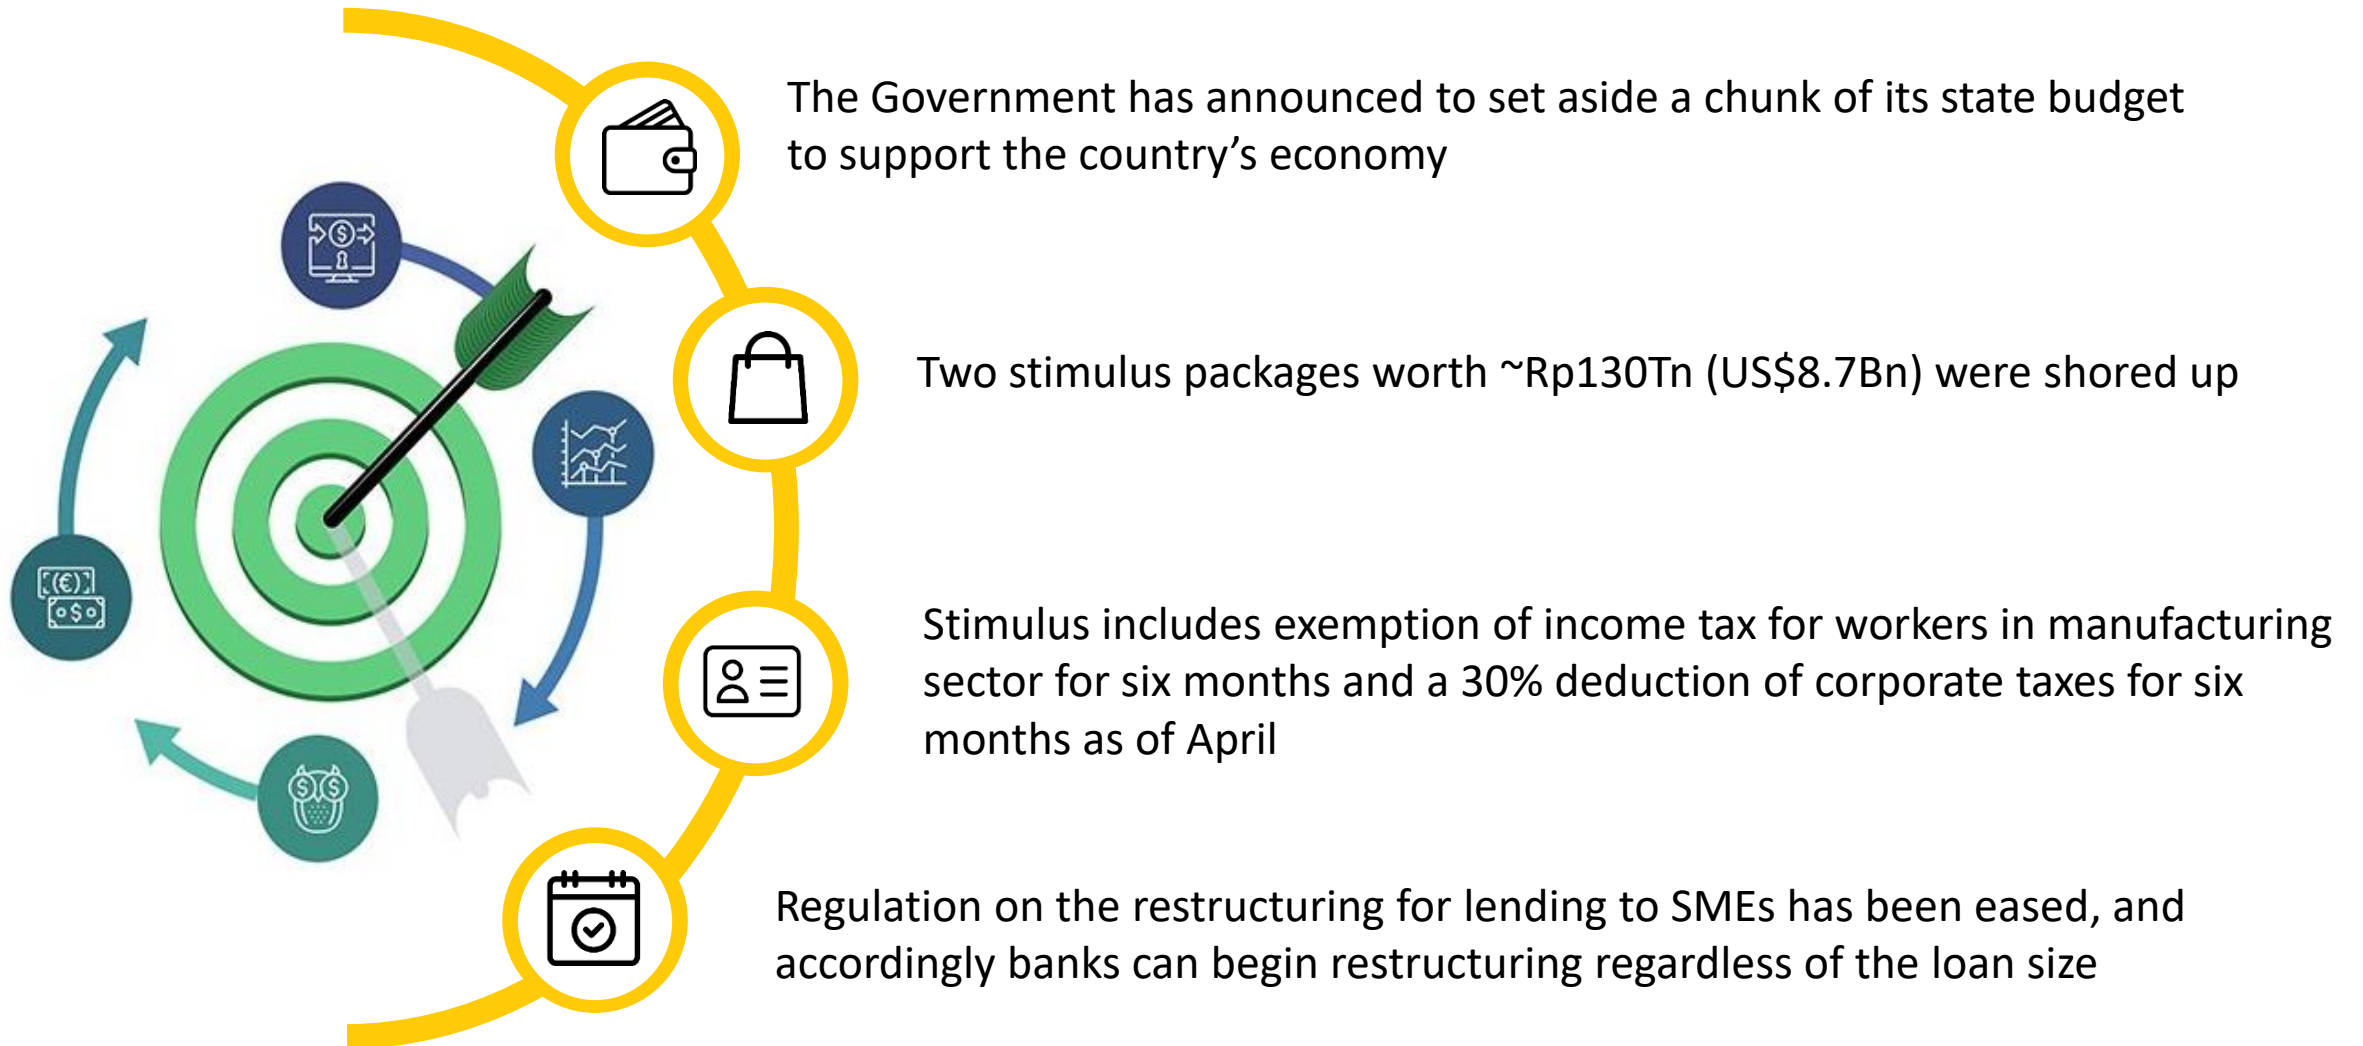 The Government has announced to set aside a chunk of its state budget
to support the country’s economy
Two stimulus packages worth ~Rp130Tn (US$8.7Bn) were shored up
Stimulus includes exemption of income tax for workers in manufacturing
sector for six months and a 30% deduction of corporate taxes for six
months as of April
Regulation on the restructuring for lending to SMEs has been eased, and
accordingly banks can begin restructuring regardless of the loan size